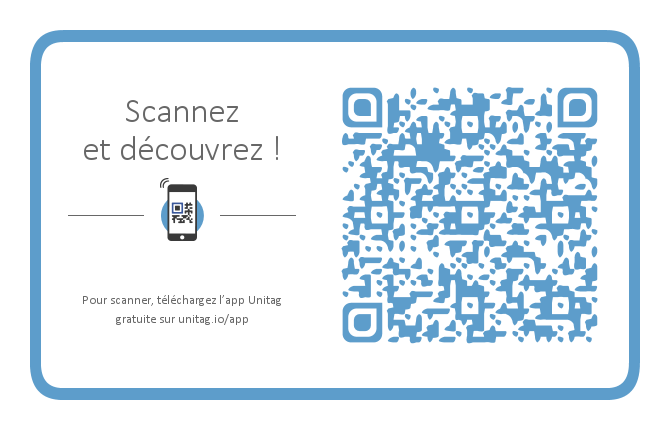 Scannez
et découvrez !
Pour scanner, téléchargez l'app Unitag
gratuite sur unitag.io/app